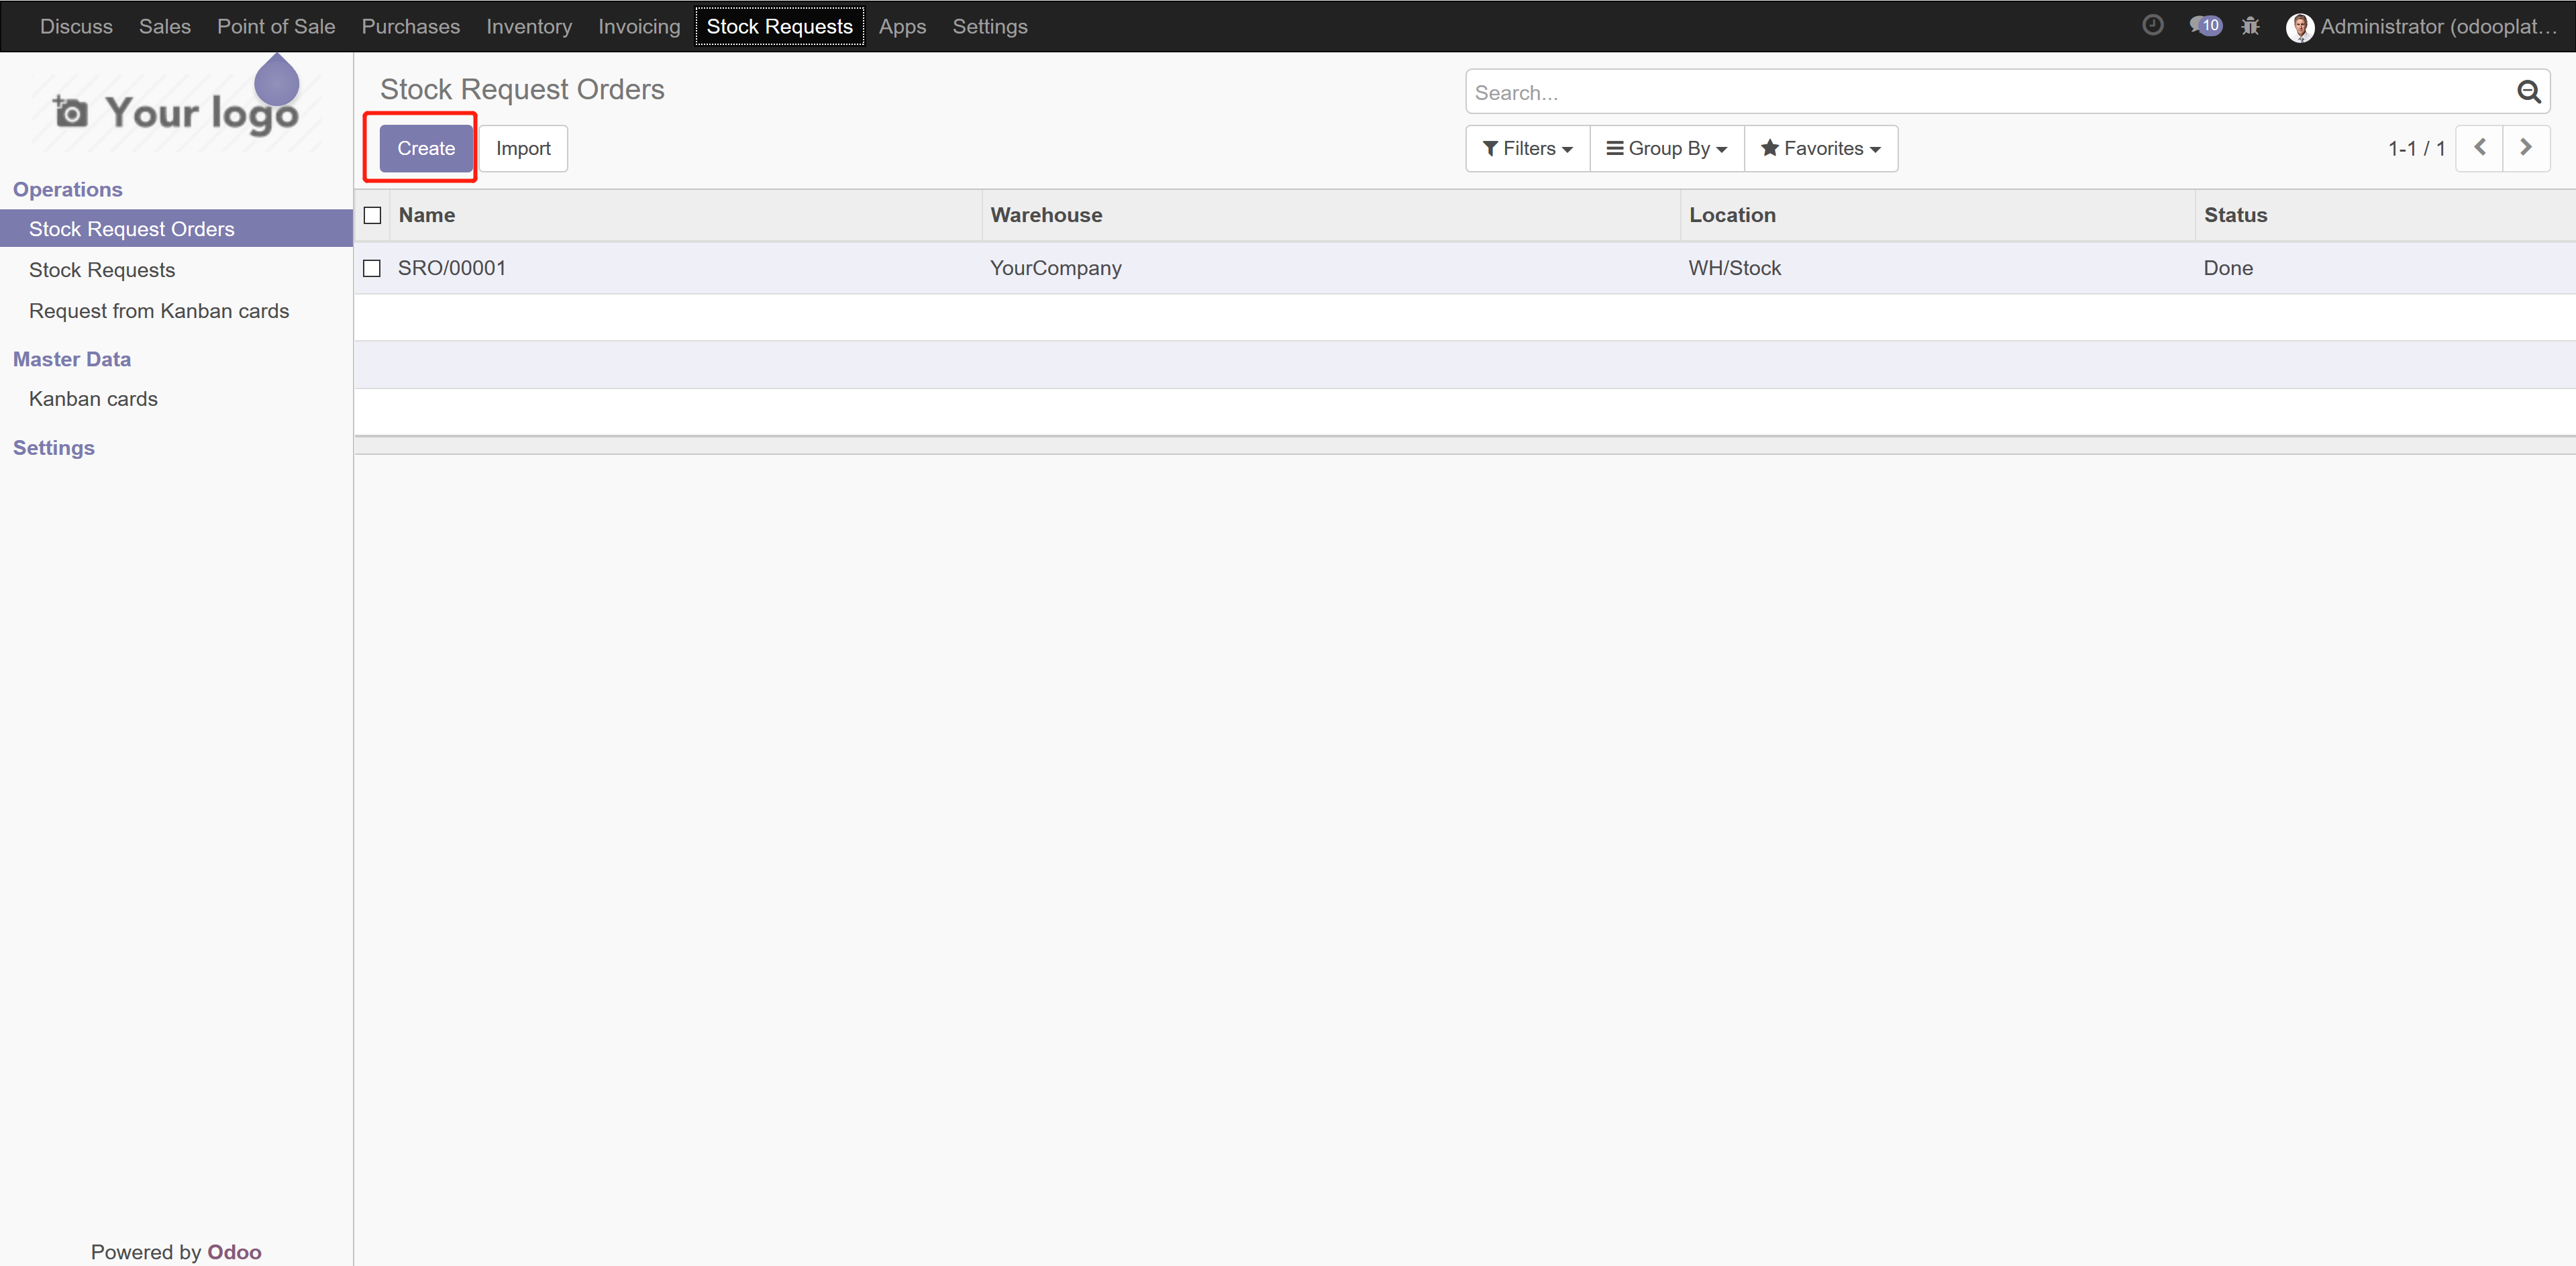 Discuss Sales Point of Sale Purchases Inventory Invoicing Stock Requests Apps Settings 10 Administrator (odooplat...
Your logo
Stock Request Orders
Search...
Create Import Filters Group By Favorites 1-1 / 1
Operations
Stock Request Orders
Stock Requests
Request from Kanban cards
Master Data
Kanban cards
Settings
Name Warehouse Location Status
SRO/00001 YourCompany WH/Stock Done
Powered by Odoo